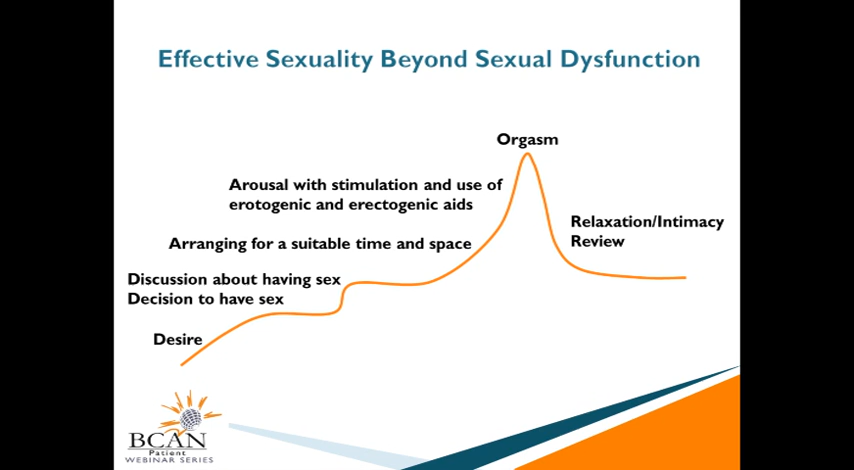 Effective Sexuality Beyond Sexual Dysfunction
Orgasm
Arousal with stimulation and use of
erotogenic and erectogenic aids
Relaxation/Intimacy
Review
Arranging for a suitable time and space
Discussion about having sex
Decision to have sex
Desire
BCAN
Patient
WEBINAR SERIES